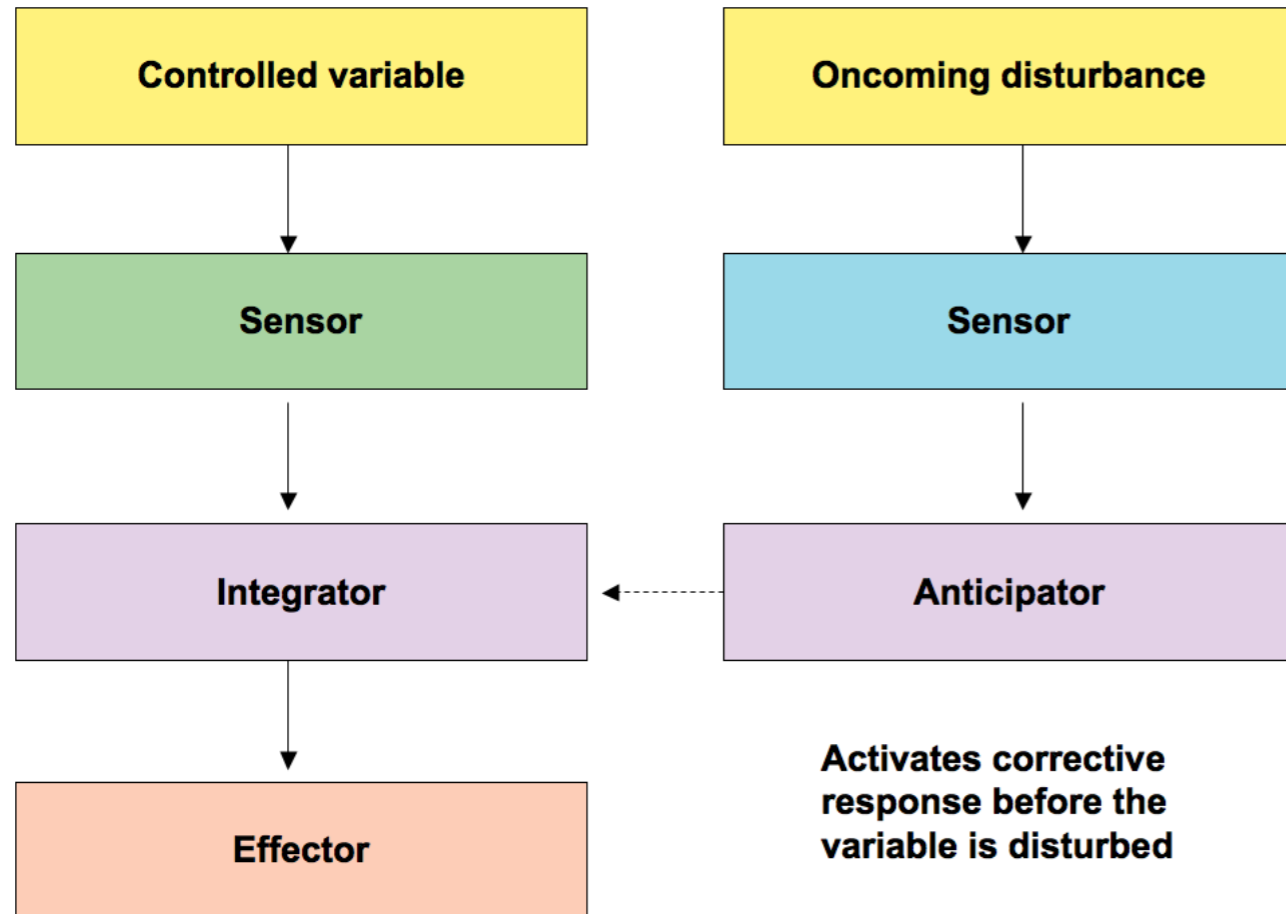 Controlled variable
Oncoming disturbance
Sensor
Sensor
Integrator
Anticipator
Activates corrective
response before the
variable is disturbed
Effector